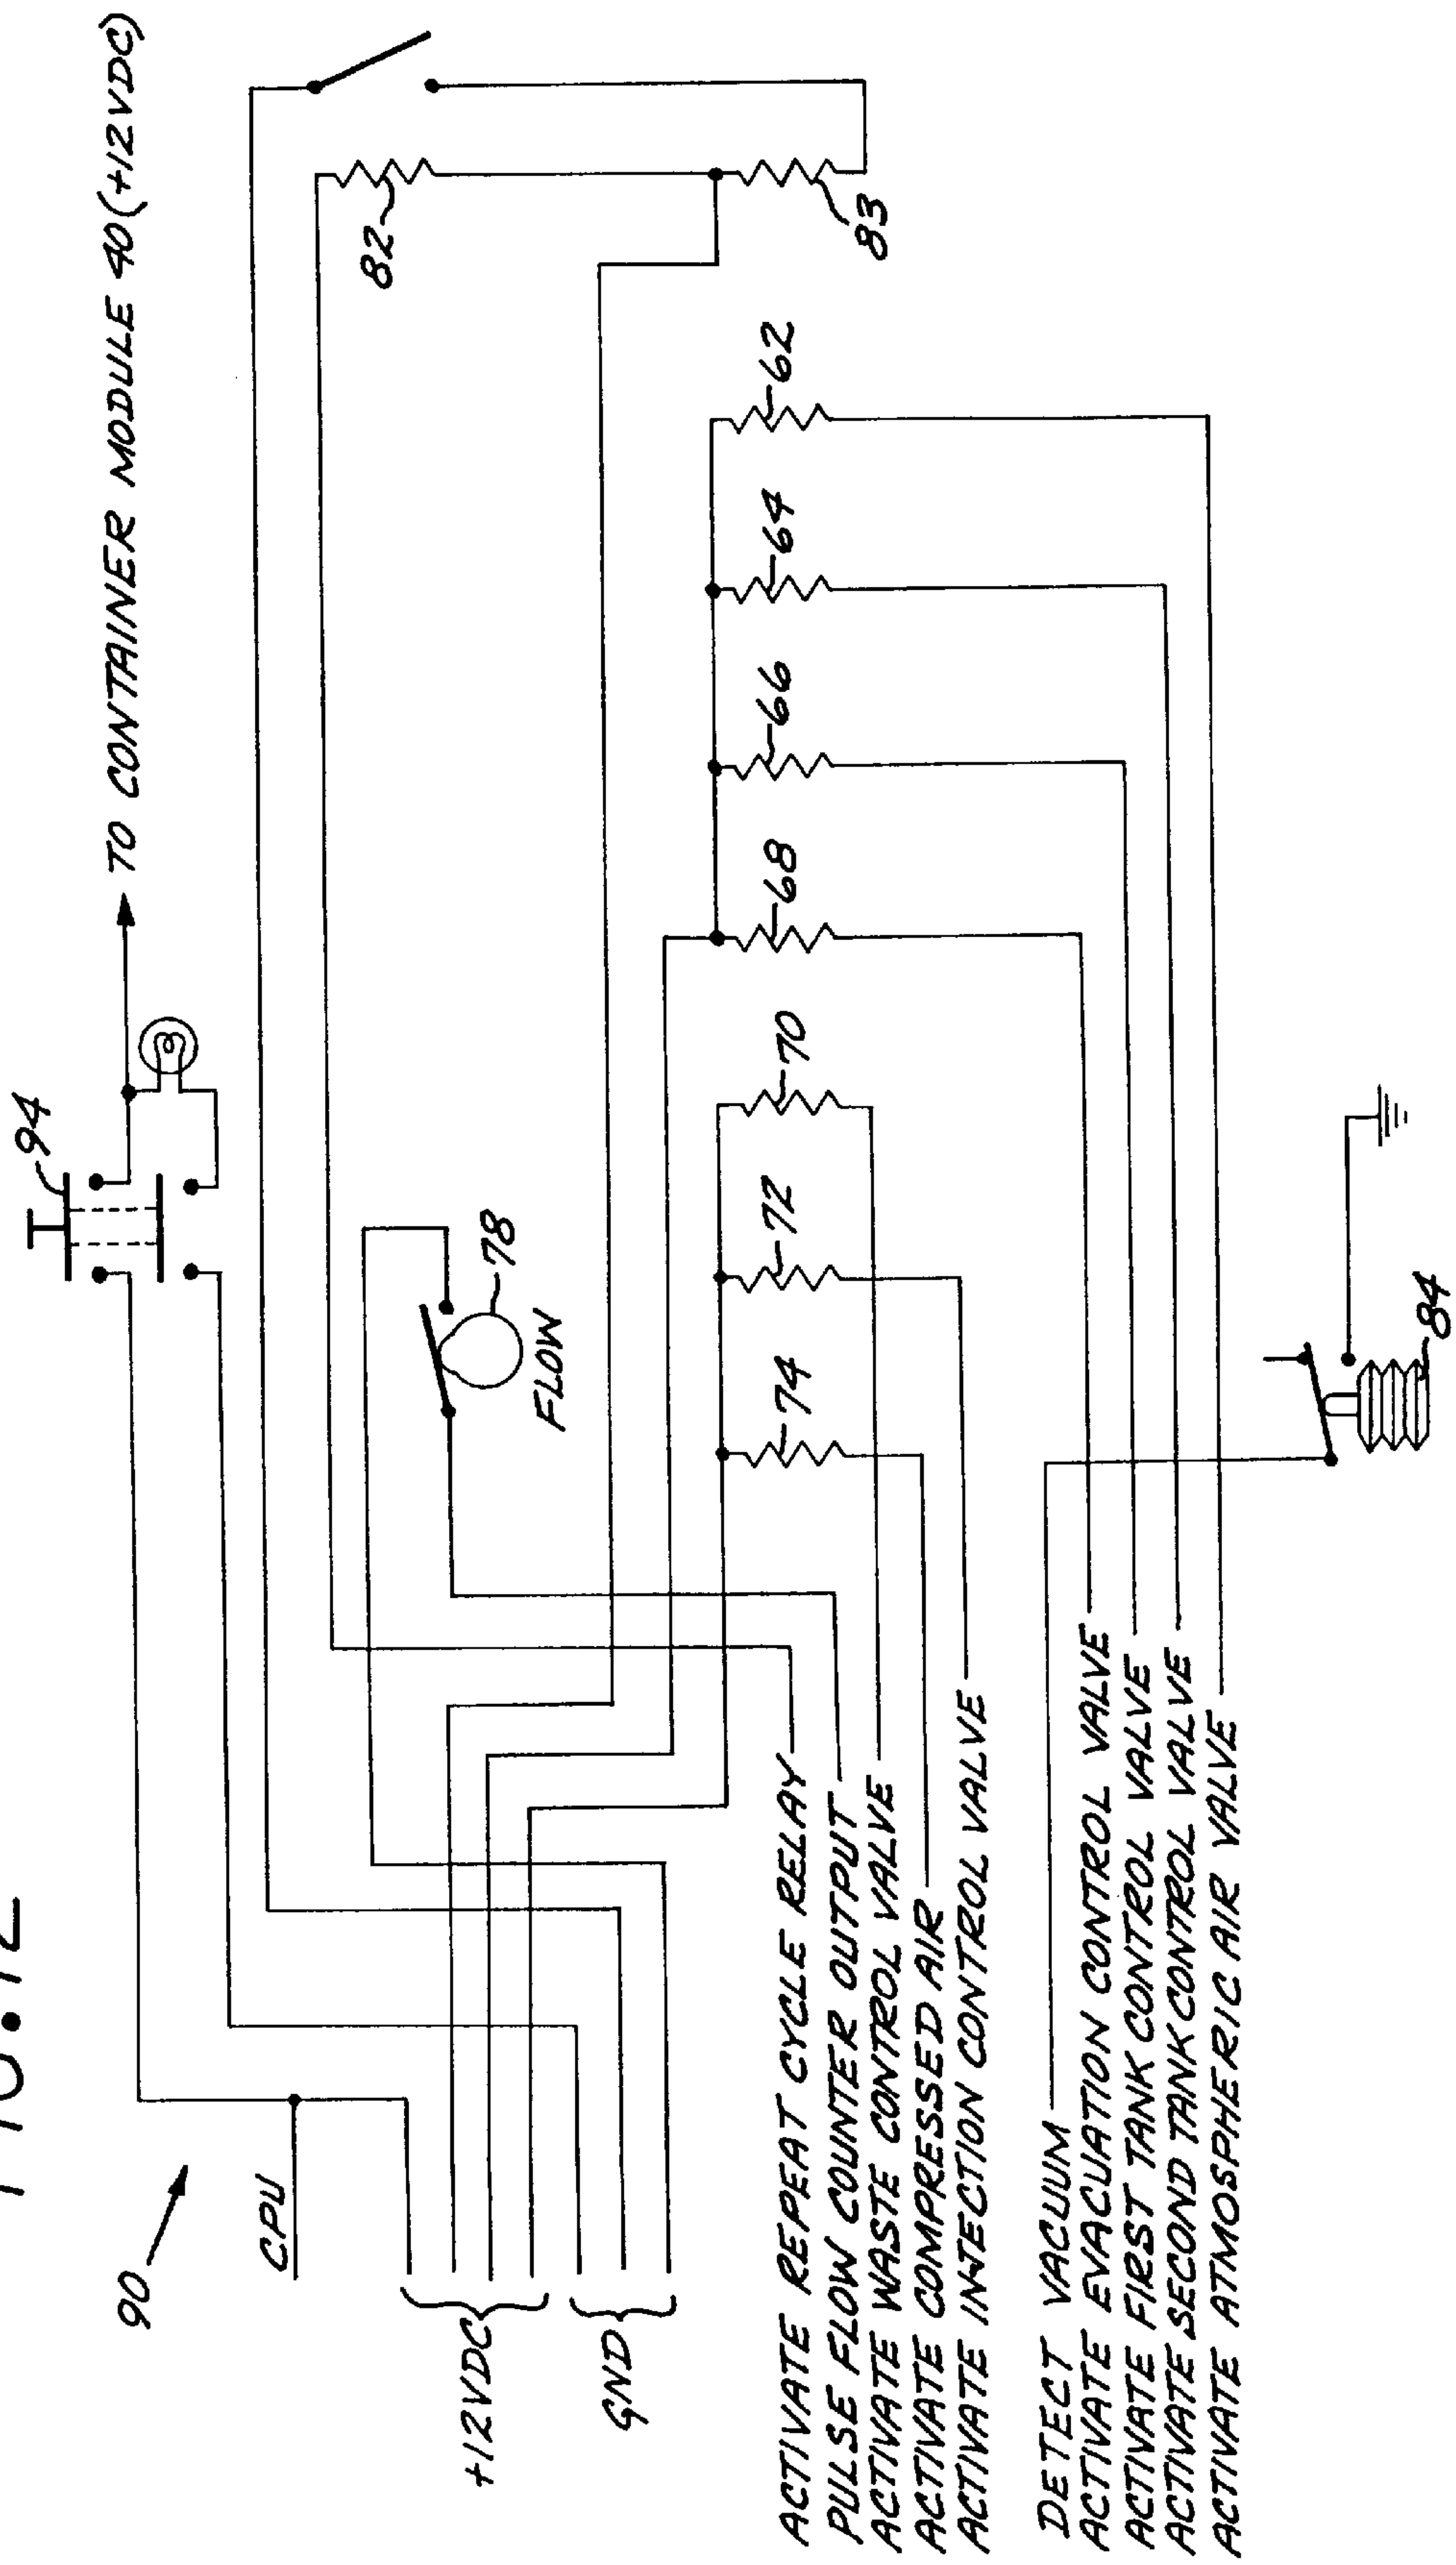 FIG. 12
90
CPU
+12VDC
GND
94
TO CONTAINER MODULE 40 (+12VDC)
82
83
78
FLOW
74
72
70
68
66
64
62
ACTIVATE REPEAT CYCLE RELAY
PULSE FLOW COUNTER OUTPUT
ACTIVATE WASTE CONTROL VALVE
ACTIVATE COMPRESSED AIR
ACTIVATE INJECTION CONTROL VALVE
DETECT VACUUM
ACTIVATE EVACUATION CONTROL VALVE
ACTIVATE FIRST TANK CONTROL VALVE
ACTIVATE SECOND TANK CONTROL VALVE
ACTIVATE ATMOSPHERIC AIR VALVE
84